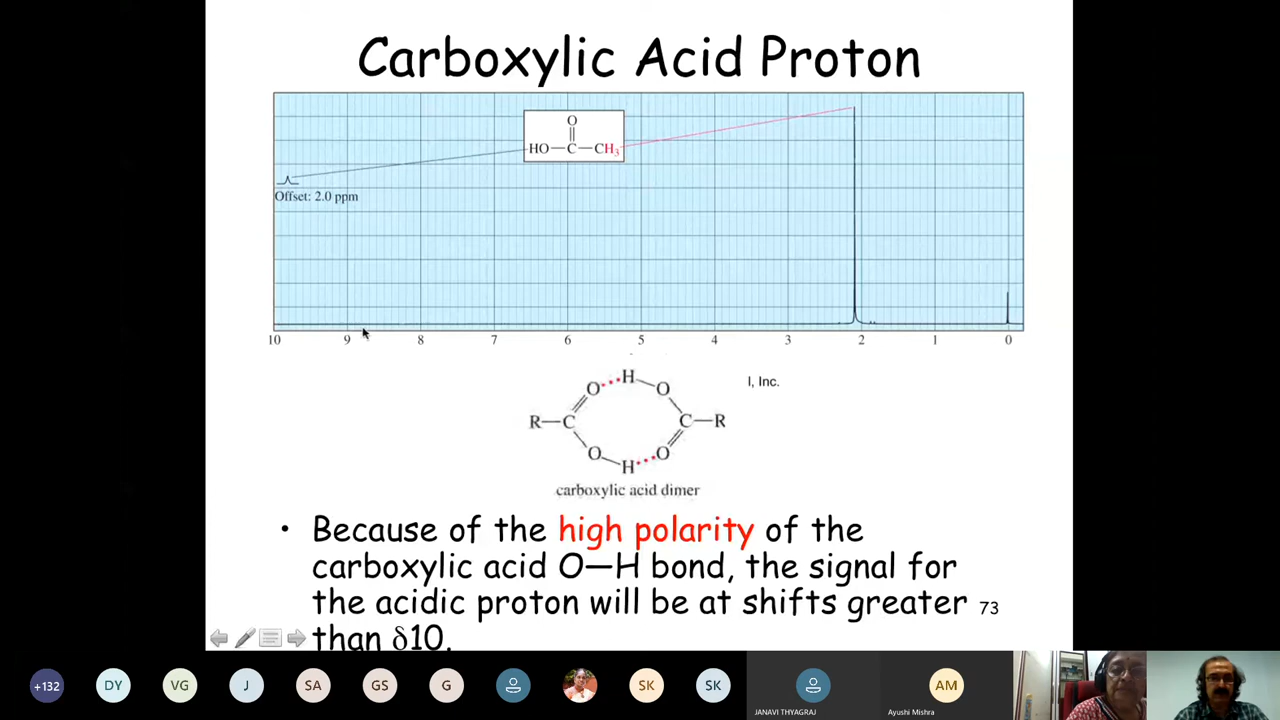 Carboxylic Acid Proton
O
HO—C—CH3
Offset: 2.0 ppm
10 9 8 7 6 5 4 3 2 1 0
I, Inc.
O···H—O
R—C C—R
O—H···O
carboxylic acid dimer
• Because of the high polarity of the
carboxylic acid O—H bond, the signal for
the acidic proton will be at shifts greater
than δ10.
73
+132 DY VG J SA GS G SK SK AM
JANAVI THYAGRAJ Ayushi Mishra